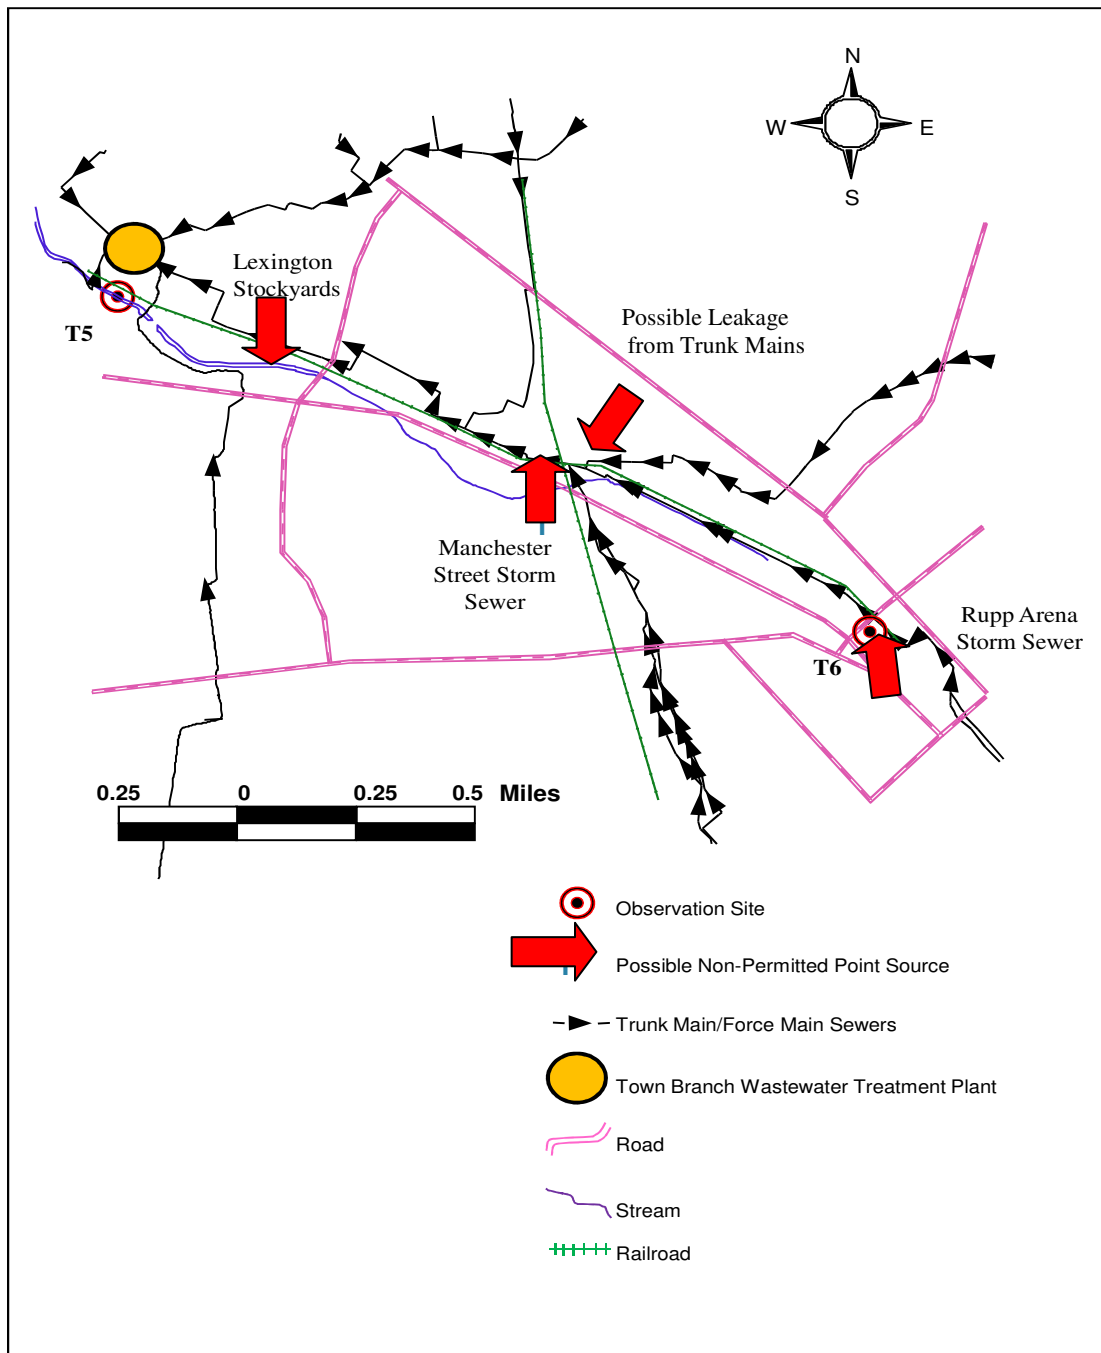 N
W
E
S
Lexington
Stockyards
T5
Possible Leakage
from Trunk Mains
Manchester
Street Storm
Sewer
Rupp Arena
Storm Sewer
T6
0.25 0 0.25 0.5 Miles
Observation Site
Possible Non-Permitted Point Source
Trunk Main/Force Main Sewers
Town Branch Wastewater Treatment Plant
Road
Stream
Railroad